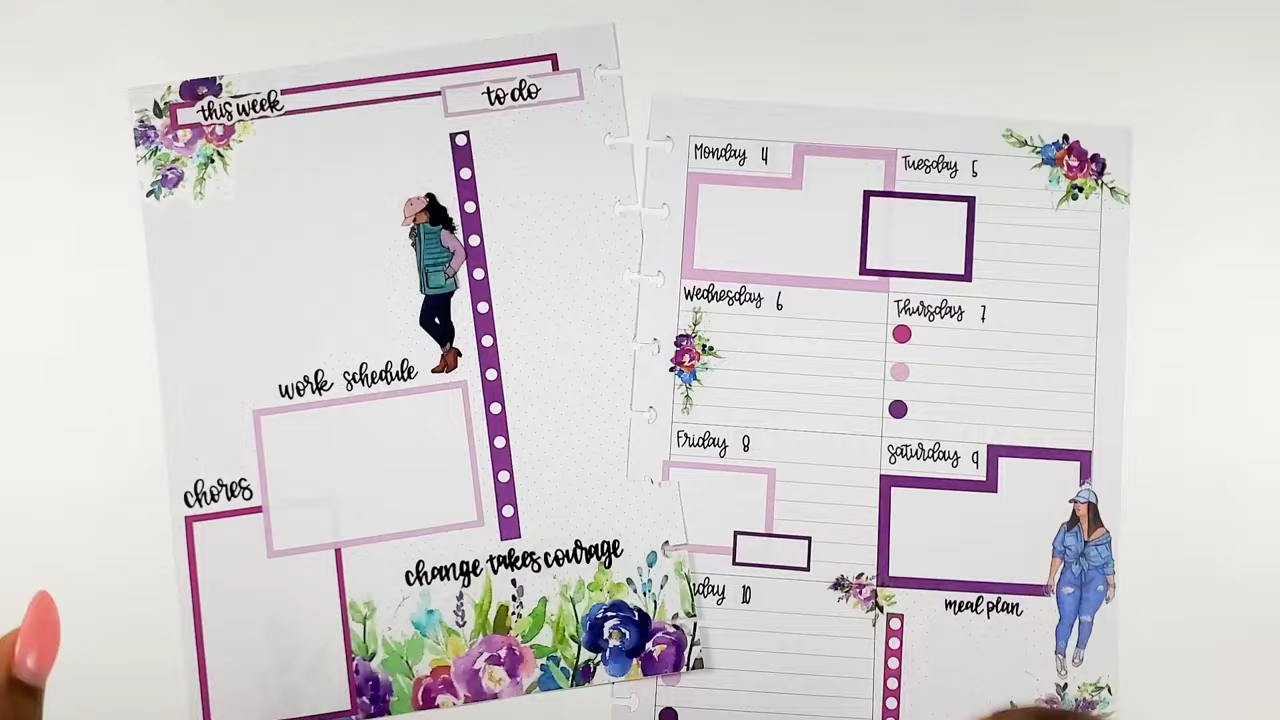 this week
to do
work schedule
chores
change takes courage
Monday 4
Tuesday 5
Wednesday 6
Thursday 7
Friday 8
Saturday 9
10
meal plan